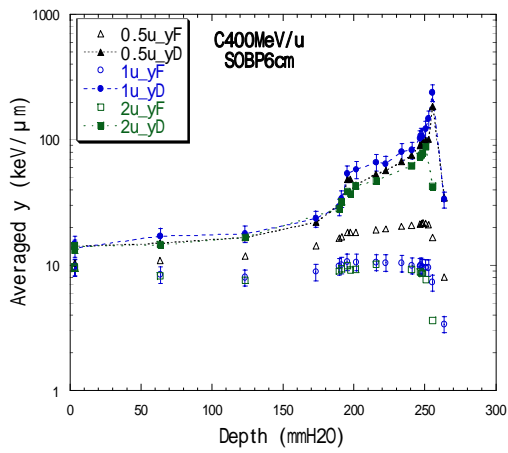 1000
100
10
1
Averaged y (keV/μm)
0.5u_yF
0.5u_yD
1u_yF
1u_yD
2u_yF
2u_yD
C400MeV/u
SOBP6cm
0 50 100 150 200 250 300
Depth (mmH2O)